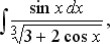 ∫ sin x dx / ∛(3 + 2 cos x),